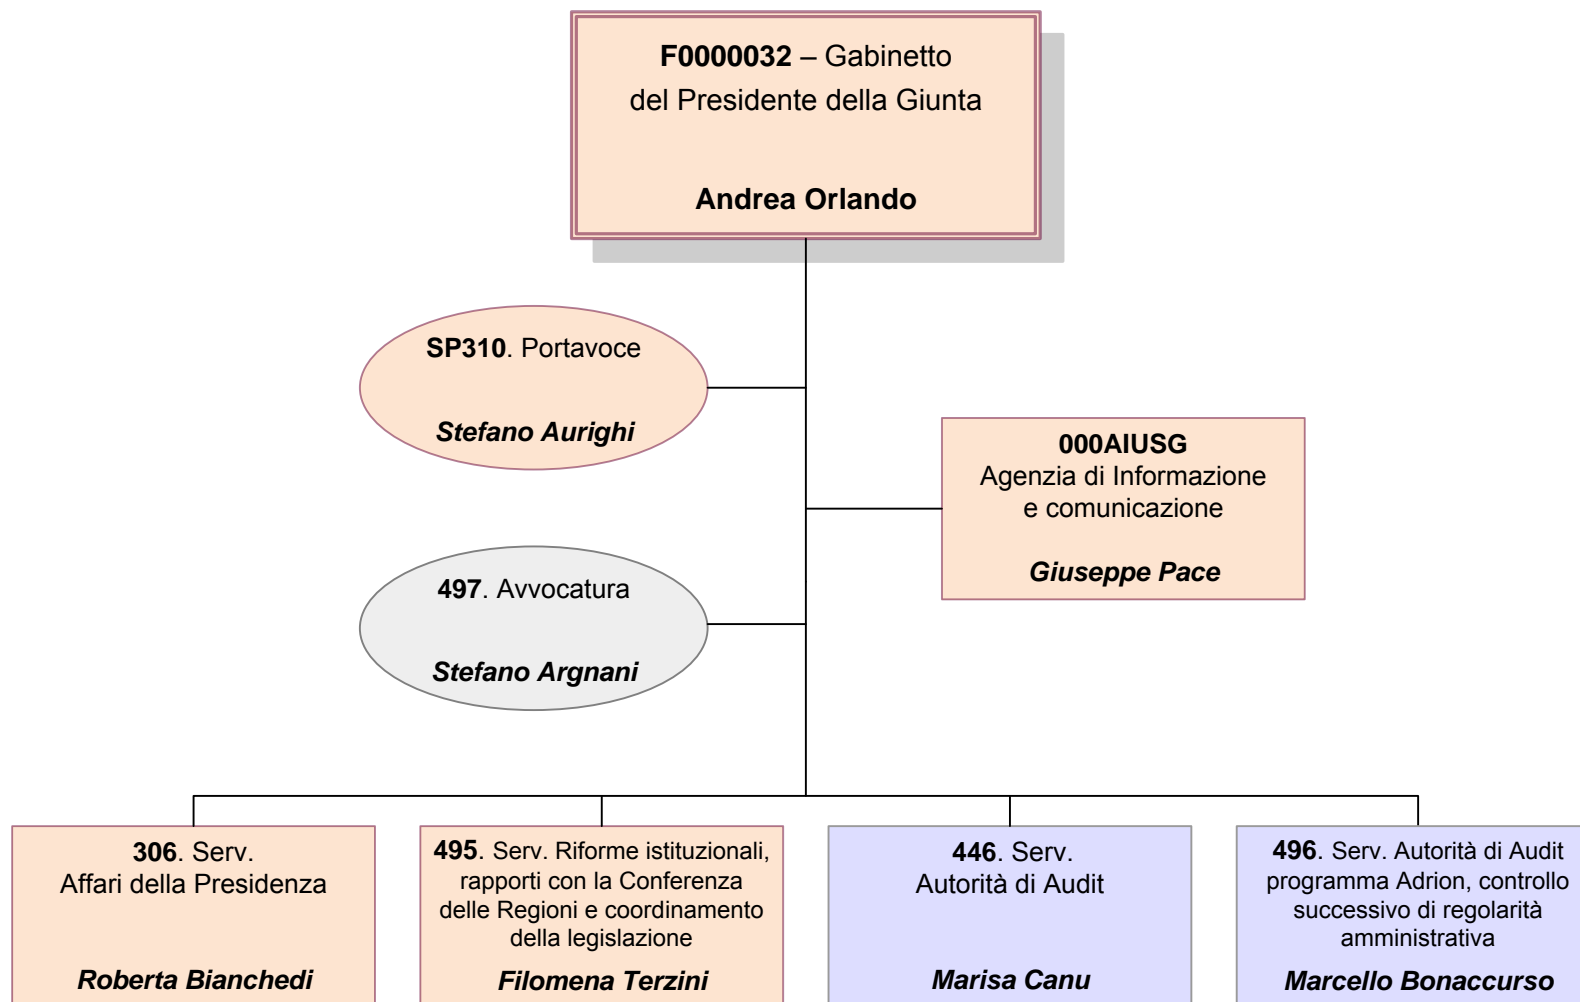 F0000032 – Gabinetto
del Presidente della Giunta
Andrea Orlando
SP310. Portavoce
Stefano Aurighi
000AIUSG
Agenzia di Informazione
e comunicazione
Giuseppe Pace
497. Avvocatura
Stefano Argnani
306. Serv.
Affari della Presidenza
Roberta Bianchedi
495. Serv. Riforme istituzionali,
rapporti con la Conferenza
delle Regioni e coordinamento
della legislazione
Filomena Terzini
446. Serv.
Autorità di Audit
Marisa Canu
496. Serv. Autorità di Audit
programma Adrion, controllo
successivo di regolarità
amministrativa
Marcello Bonaccurso